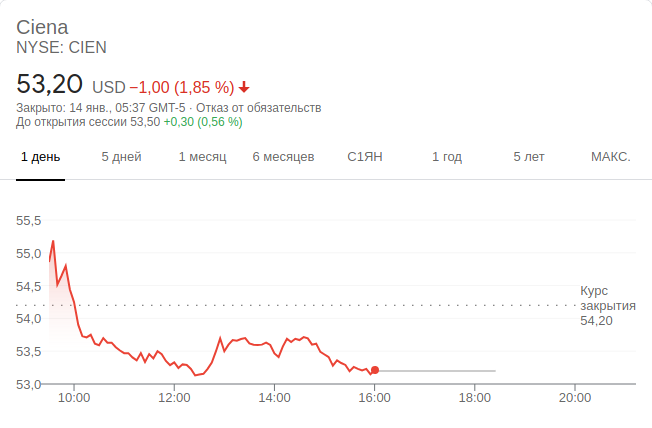 Ciena
NYSE: CIEN
53,20 USD −1,00 (1,85 %)
Закрыто: 14 янв., 05:37 GMT-5 · Отказ от обязательств
До открытия сессии 53,50 +0,30 (0,56 %)
1 день 5 дней 1 месяц 6 месяцев С1ЯН 1 год 5 лет МАКС.
55,5
55,0
54,5
54,0
53,5
53,0
Курс
закрытия
54,20
10:00 12:00 14:00 16:00 18:00 20:00